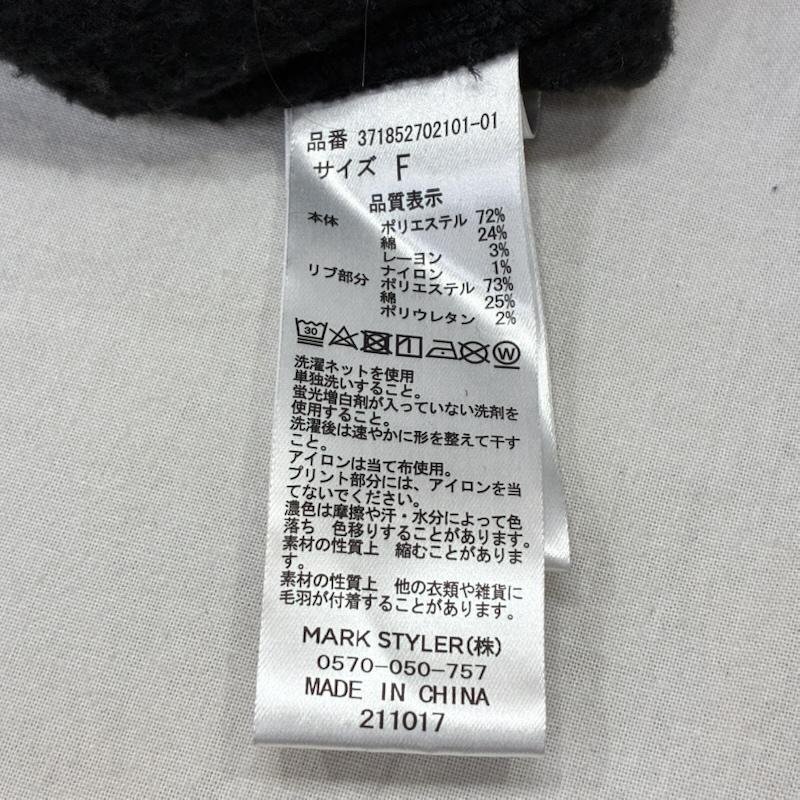 品番 371852702101-01
サイズ F
品質表示
本体 ポリエステル 72%
綿 24%
レーヨン 3%
ナイロン 1%
リブ部分 ポリエステル 73%
綿 25%
ポリウレタン 2%
30 W
洗濯ネットを使用
単独洗いすること。
蛍光増白剤が入っていない洗剤を
使用すること。
洗濯後は速やかに形を整えて干す
こと。
アイロンは当て布使用。
プリント部分には、アイロンを当
てないでください。
濃色は摩擦や汗・水分によって色
落ち 色移りすることがあります。
素材の性質上 縮むことがありま
す。
素材の性質上 他の衣類や雑貨に
毛羽が付着することがあります。
MARK STYLER(株)
0570-050-757
MADE IN CHINA
211017